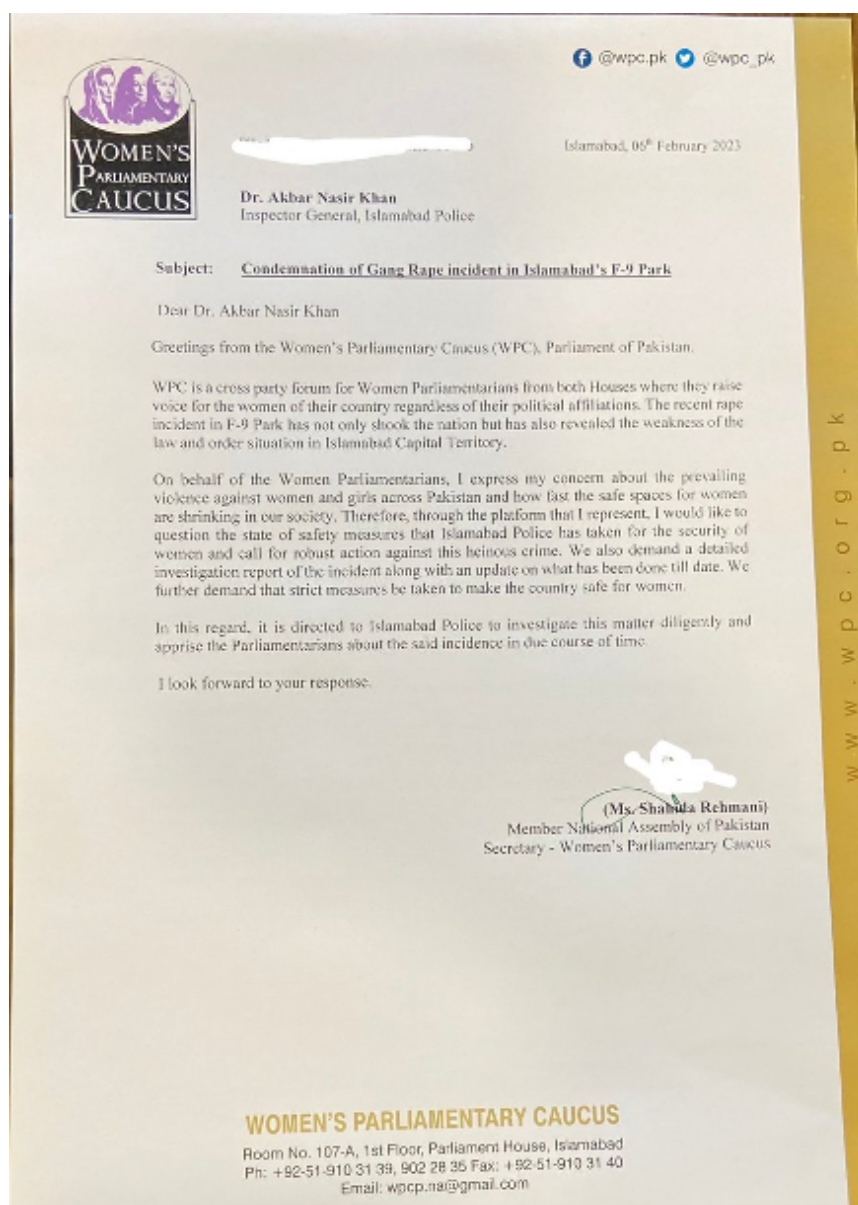 @wpc.pk @wpc_pk
WOMEN'S
PARLIAMENTARY
CAUCUS
Islamabad, 06th February 2023
Dr. Akbar Nasir Khan
Inspector General, Islamabad Police
Subject: Condemnation of Gang Rape incident in Islamabad's F-9 Park
Dear Dr. Akbar Nasir Khan
Greetings from the Women's Parliamentary Caucus (WPC), Parliament of Pakistan.
WPC is a cross party forum for Women Parliamentarians from both Houses where they raise
voice for the women of their country regardless of their political affiliations. The recent rape
incident in F-9 Park has not only shook the nation but has also revealed the weakness of the
law and order situation in Islamabad Capital Territory.
On behalf of the Women Parliamentarians, I express my concern about the prevailing
violence against women and girls across Pakistan and how fast the safe spaces for women
are shrinking in our society. Therefore, through the platform that I represent, I would like to
question the state of safety measures that Islamabad Police has taken for the security of
women and call for robust action against this heinous crime. We also demand a detailed
investigation report of the incident along with an update on what has been done till date. We
further demand that strict measures be taken to make the country safe for women.
In this regard, it is directed to Islamabad Police to investigate this matter diligently and
apprise the Parliamentarians about the said incidence in due course of time.
I look forward to your response.
(Ms. Shahida Rehmani)
Member National Assembly of Pakistan
Secretary - Women's Parliamentary Caucus
www.wpc.org.pk
WOMEN'S PARLIAMENTARY CAUCUS
Room No. 107-A, 1st Floor, Parliament House, Islamabad
Ph: +92-51-910 31 39, 902 28 35 Fax: +92-51-910 31 40
Email: wpcp.na@gmail.com